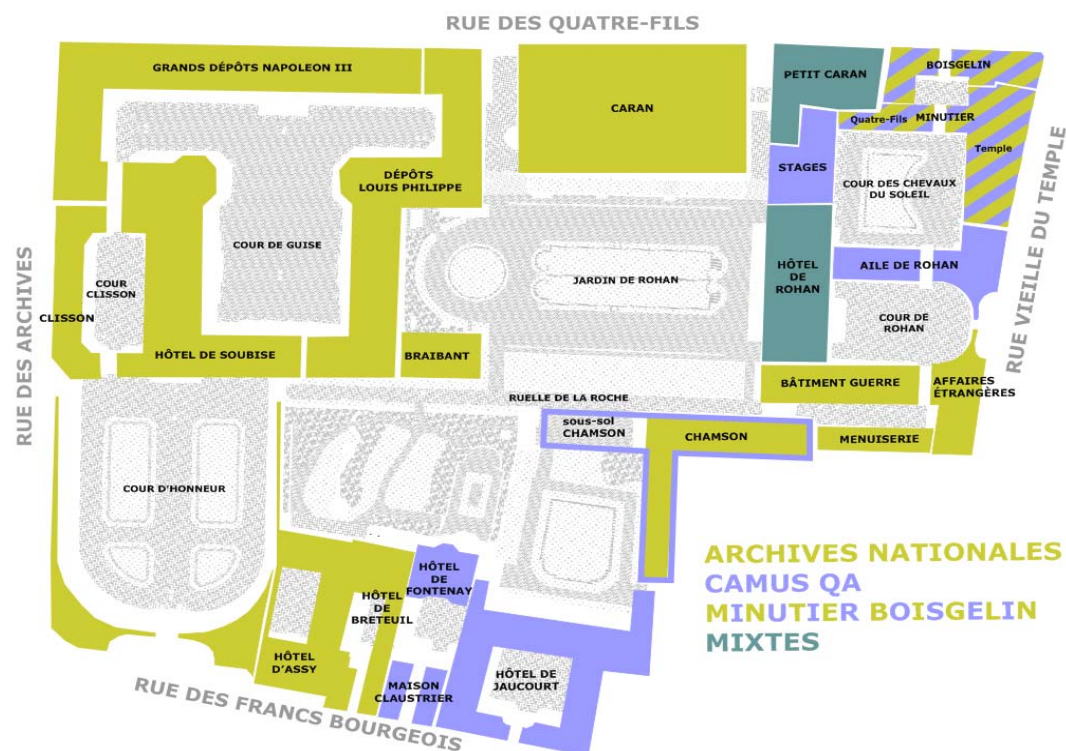 RUE DES QUATRE-FILS
GRANDS DÉPÔTS NAPOLEON III
CARAN
PETIT CARAN
BOISGELIN
Quatre-Fils
MINUTIER
Temple
STAGES
DÉPÔTS
LOUIS PHILIPPE
COUR DES CHEVAUX
DU SOLEIL
RUE VIEILLE DU TEMPLE
COUR DE GUISE
JARDIN DE ROHAN
HÔTEL
DE
ROHAN
AILE DE ROHAN
RUE DES ARCHIVES
COUR
CLISSON
CLISSON
COUR DE
ROHAN
HÔTEL DE SOUBISE
BRAIBANT
BÂTIMENT GUERRE
AFFAIRES
ÉTRANGÈRES
RUELLE DE LA ROCHE
sous-sol
CHAMSON
CHAMSON
MENUISERIE
COUR D'HONNEUR
HÔTEL
DE
FONTENAY
HÔTEL
DE
BRETEUIL
HÔTEL
D'ASSY
MAISON
CLAUSTRIER
HÔTEL DE
JAUCOURT
RUE DES FRANCS BOURGEOIS
ARCHIVES NATIONALES
CAMUS QA
MINUTIER BOISGELIN
MIXTES